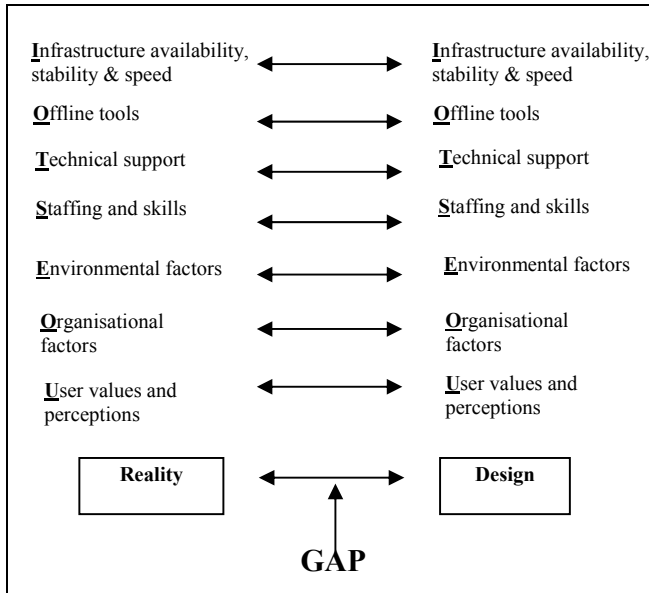 Infrastructure availability, stability & speed
Infrastructure availability, stability & speed
Offline tools
Offline tools
Technical support
Technical support
Staffing and skills
Staffing and skills
Environmental factors
Environmental factors
Organisational factors
Organisational factors
User values and perceptions
User values and perceptions
Reality
Design
GAP